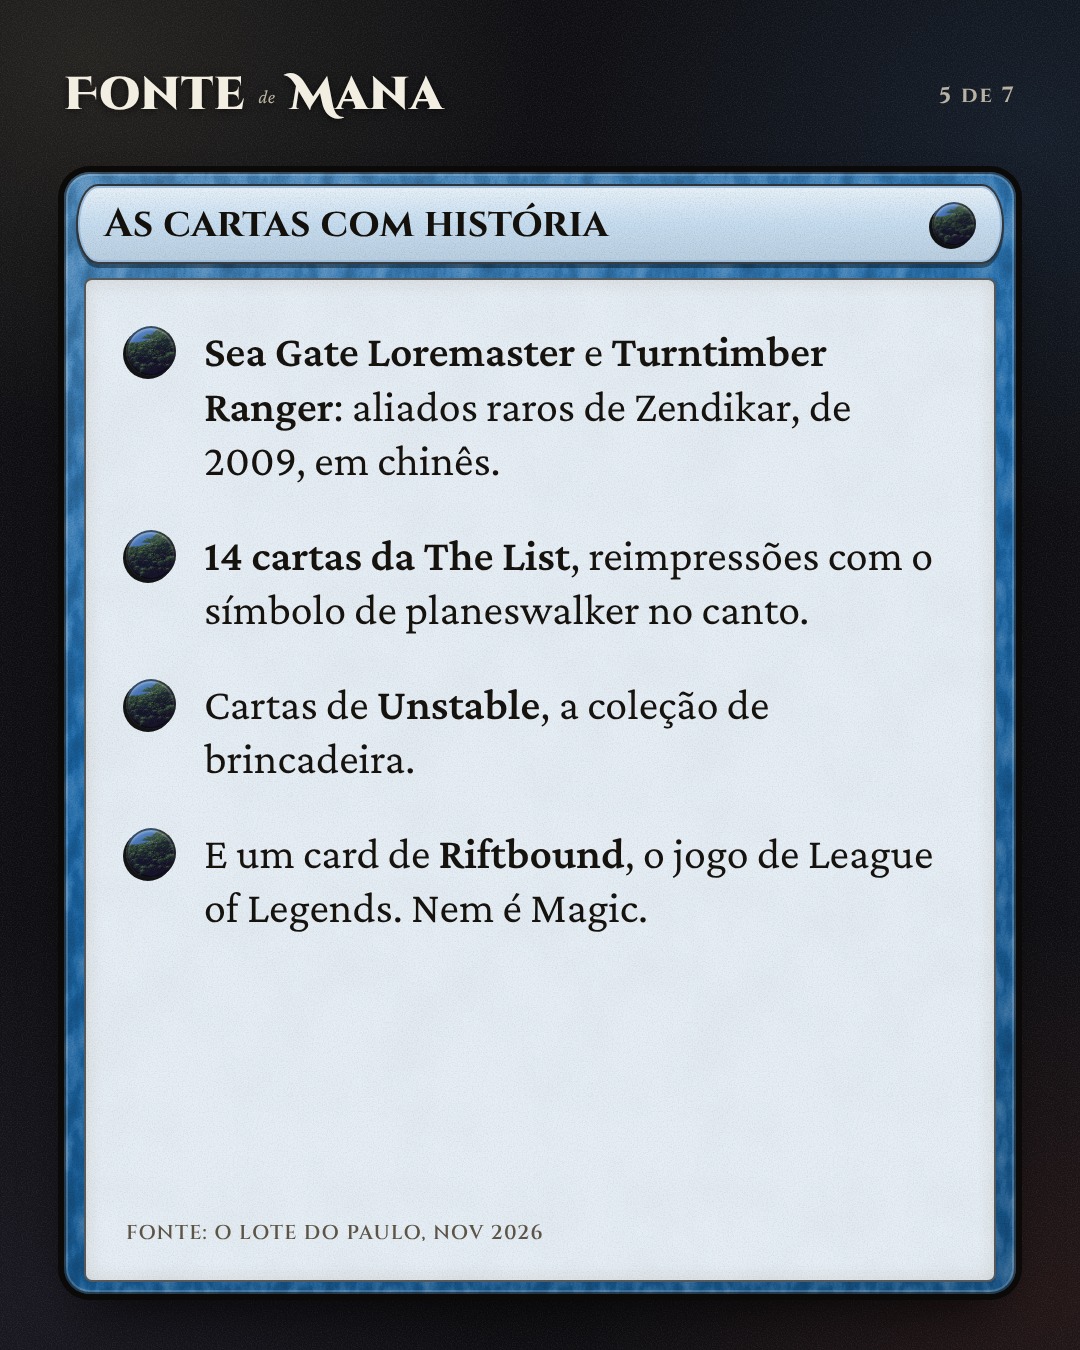 Fonte de Mana
5 de 7
As cartas com história
Sea Gate Loremaster e Turntimber
Ranger: aliados raros de Zendikar, de
2009, em chinês.
14 cartas da The List, reimpressões com o
símbolo de planeswalker no canto.
Cartas de Unstable, a coleção de
brincadeira.
E um card de Riftbound, o jogo de League
of Legends. Nem é Magic.
FONTE: O LOTE DO PAULO, NOV 2026